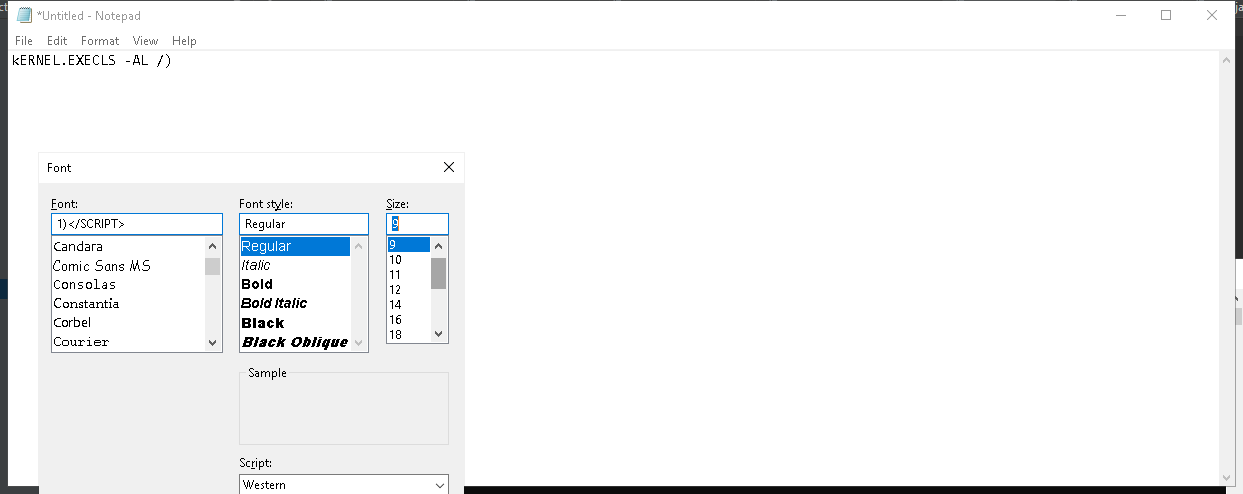 *Untitled - Notepad
File Edit Format View Help
kERNEL.EXECLS -AL /)
Font
Font:
1)</SCRIPT>
Candara
Comic Sans MS
Consolas
Constantia
Corbel
Courier
Font style:
Regular
Regular
Italic
Bold
Bold Italic
Black
Black Oblique
Size:
9
9
10
11
12
14
16
18
Sample
Script:
Western